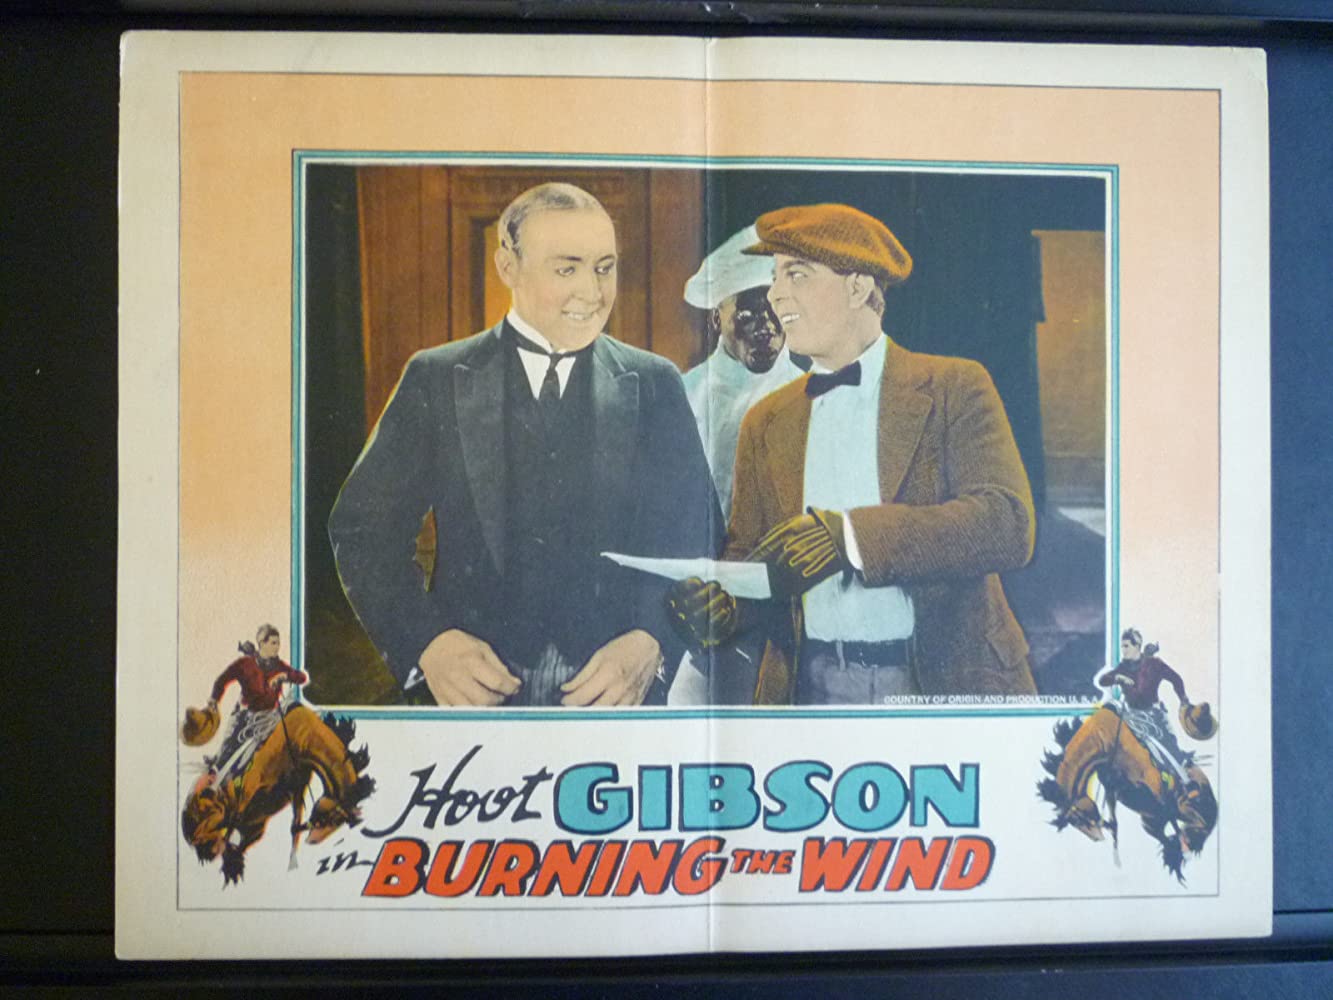 COUNTRY OF ORIGIN AND PRODUCTION U. S. A.
Hoot GIBSON
in BURNING THE WIND